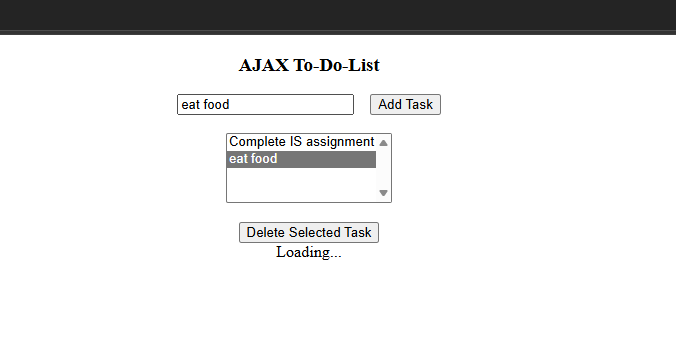 AJAX To-Do-List
eat food Add Task
Complete IS assignment
eat food
Delete Selected Task
Loading...